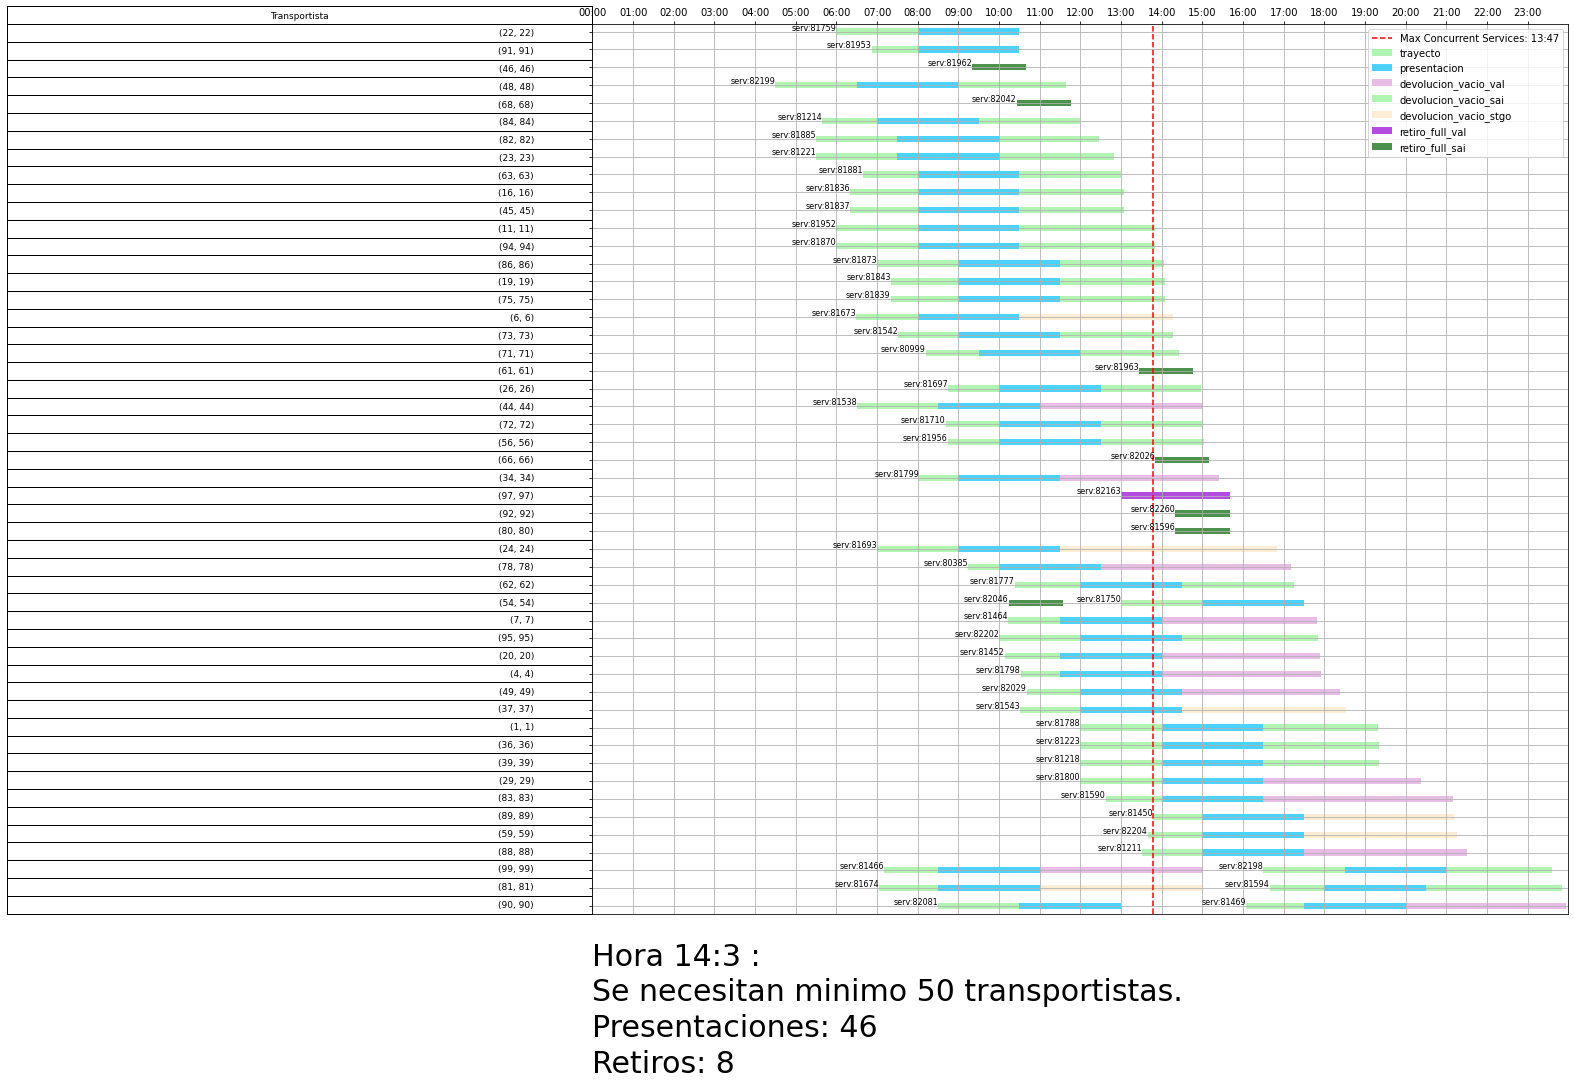 Transportista
00:00 01:00 02:00 03:00 04:00 05:00 06:00 07:00 08:00 09:00 10:00 11:00 12:00 13:00 14:00 15:00 16:00 17:00 18:00 19:00 20:00 21:00 22:00 23:00
Max Concurrent Services: 13:47
trayecto
presentacion
devolucion_vacio_val
devolucion_vacio_sai
devolucion_vacio_stgo
retiro_full_val
retiro_full_sai
(22, 22) serv:81759
(91, 91) serv:81953
(46, 46) serv:81962
(48, 48) serv:82199
(68, 68) serv:82042
(84, 84) serv:81214
(82, 82) serv:81885
(23, 23) serv:81221
(63, 63) serv:81881
(16, 16) serv:81836
(45, 45) serv:81837
(11, 11) serv:81952
(94, 94) serv:81870
(86, 86) serv:81873
(19, 19) serv:81843
(75, 75) serv:81839
(6, 6) serv:81673
(73, 73) serv:81542
(71, 71) serv:80999
(61, 61) serv:81963
(26, 26) serv:81697
(44, 44) serv:81538
(72, 72) serv:81710
(56, 56) serv:81956
(66, 66) serv:82026
(34, 34) serv:81799
(97, 97) serv:82163
(92, 92) serv:82260
(80, 80) serv:81596
(24, 24) serv:81693
(78, 78) serv:80385
(62, 62) serv:81777
(54, 54) serv:82046 serv:81750
(7, 7) serv:81464
(95, 95) serv:82202
(20, 20) serv:81452
(4, 4) serv:81798
(49, 49) serv:82029
(37, 37) serv:81543
(1, 1) serv:81788
(36, 36) serv:81223
(39, 39) serv:81218
(29, 29) serv:81800
(83, 83) serv:81590
(89, 89) serv:81450
(59, 59) serv:82204
(88, 88) serv:81211
(99, 99) serv:81466 serv:82198
(81, 81) serv:81674 serv:81594
(90, 90) serv:82081 serv:81469
Hora 14:3 :
Se necesitan minimo 50 transportistas.
Presentaciones: 46
Retiros: 8